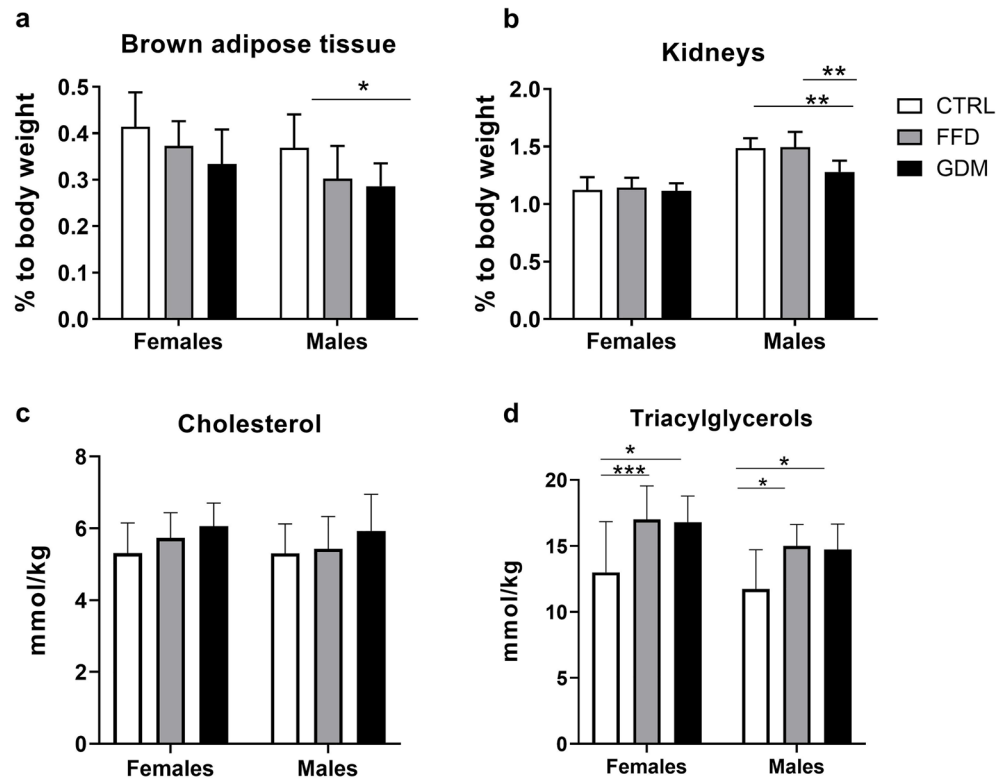 a
Brown adipose tissue
% to body weight
0.5
0.4
0.3
0.2
0.1
0.0
*
Females
Males
b
Kidneys
% to body weight
2.0
1.5
1.0
0.5
0.0
**
**
Females
Males
CTRL
FFD
GDM
c
Cholesterol
mmol/kg
8
6
4
2
0
Females
Males
d
Triacylglycerols
mmol/kg
20
15
10
5
0
*
***
*
*
Females
Males